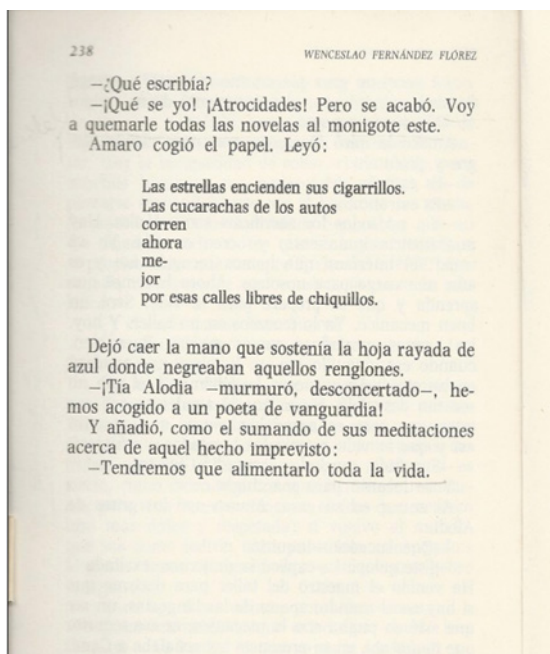 238
WENCESLAO FERNÁNDEZ FLÓREZ
—¿Qué escribía?
—¡Qué se yo! ¡Atrocidades! Pero se acabó. Voy
a quemarle todas las novelas al monigote este.
Amaro cogió el papel. Leyó:
Las estrellas encienden sus cigarrillos.
Las cucarachas de los autos
corren
ahora
me-
jor
por esas calles libres de chiquillos.
Dejó caer la mano que sostenía la hoja rayada de
azul donde negreaban aquellos renglones.
—¡Tía Alodia —murmuró, desconcertado—, he-
mos acogido a un poeta de vanguardia!
Y añadió, como el sumando de sus meditaciones
acerca de aquel hecho imprevisto:
—Tendremos que alimentarlo toda la vida.